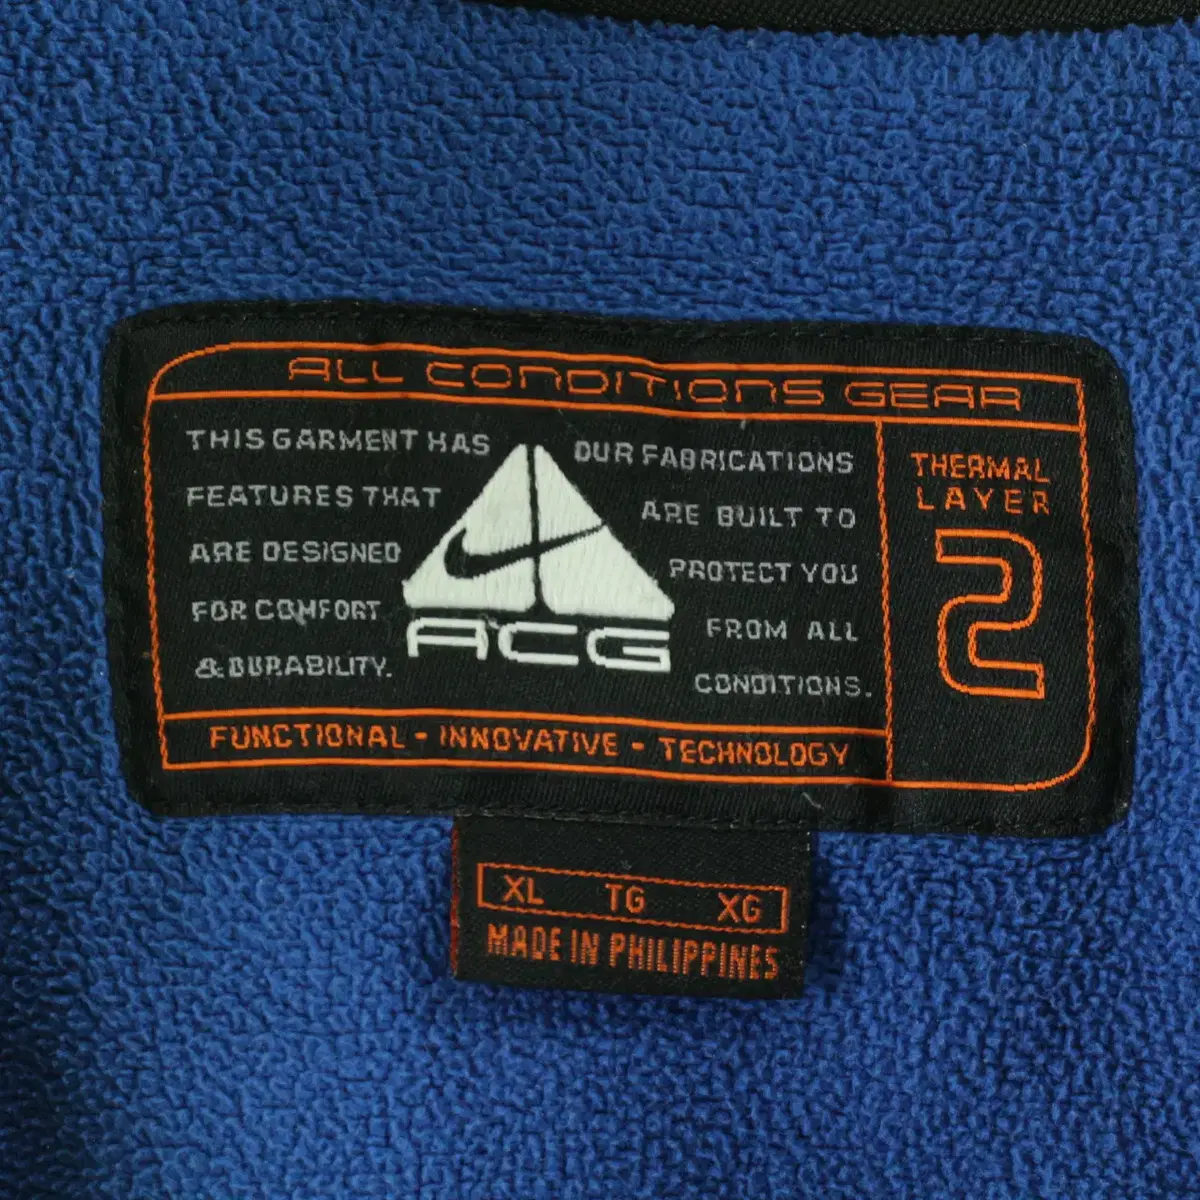 ALL CONDITIONS GEAR
THIS GARMENT HAS
FEATURES THAT
ARE DESIGNED
FOR COMFORT
& DURABILITY.
ACG
OUR FABRICATIONS
ARE BUILT TO
PROTECT YOU
FROM ALL
CONDITIONS.
THERMAL
LAYER
2
FUNCTIONAL - INNOVATIVE - TECHNOLOGY
XL TG XG
MADE IN PHILIPPINES